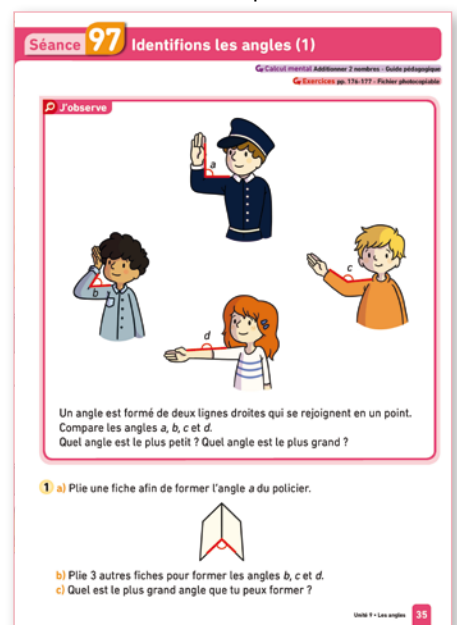 Séance 97 Identifions les angles (1)
Calcul mental Additionner 2 nombres - Guide pédagogique
Exercices pp. 176-177 - Fichier photocopiable
J'observe
a
b
c
d
Un angle est formé de deux lignes droites qui se rejoignent en un point.
Compare les angles a, b, c et d.
Quel angle est le plus petit ? Quel angle est le plus grand ?
1 a) Plie une fiche afin de former l'angle a du policier.
b) Plie 3 autres fiches pour former les angles b, c et d.
c) Quel est le plus grand angle que tu peux former ?
Unité 9 • Les angles 35